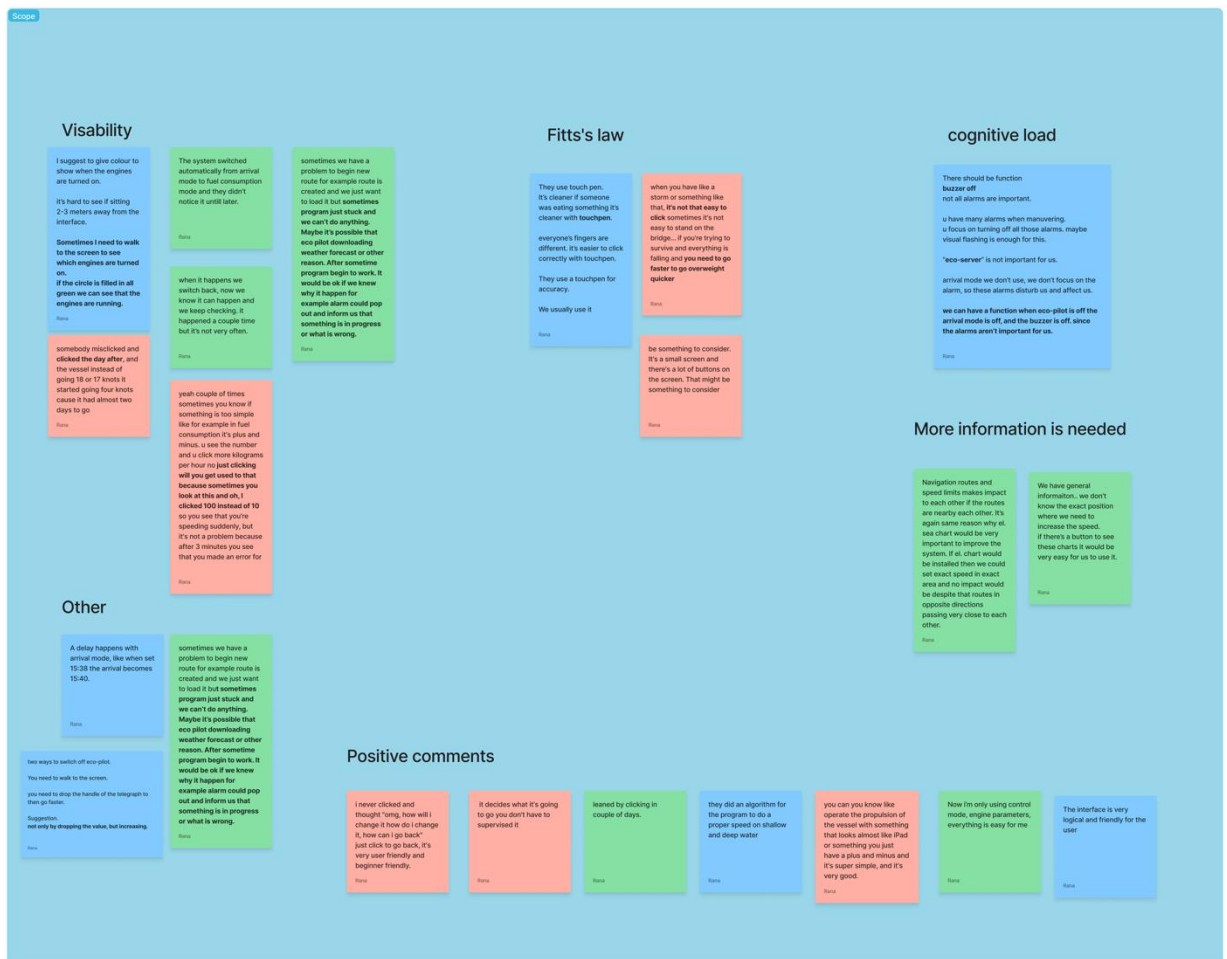 Scope
Visability
I suggest to give colour to
show when the engines
are turned on.
it's hard to see if sitting
2-3 meters away from the
interface.
Sometimes I need to walk
to the screen to see
which engines are turned
on.
if the circle is filled in all
green we can see that the
engines are running.
Rana
somebody misclicked and
clicked the day after, and
the vessel instead of
going 18 or 17 knots it
started going four knots
cause it had almost two
days to go
Rana
The system switched
automatically from arrival
mode to fuel consumption
mode and they didn't
notice it untill later.
Rana
when it happens we
switch back, now we
know it can happen and
we keep checking. it
happened a couple time
but it's not very often.
Rana
yeah couple of times
sometimes you know if
something is too simple
like for example in fuel
consumption it's plus and
minus. u see the number
and u click more kilograms
per hour no just clicking
will you get used to that
because sometimes you
look at this and oh, I
clicked 100 instead of 10
so you see that you're
speeding suddenly, but
it's not a problem because
after 3 minutes you see
that you made an error for
Rana
sometimes we have a
problem to begin new
route for example route is
created and we just want
to load it but sometimes
program just stuck and
we can't do anything.
Maybe it's possible that
eco pilot downloading
weather forecast or other
reason. After sometime
program begin to work. It
would be ok if we knew
why it happen for
example alarm could pop
out and inform us that
something is in progress
or what is wrong.
Rana
Fitts's law
They use touch pen.
It's cleaner if someone
was eating something it's
cleaner with touchpen.
everyone's fingers are
different. it's easier to click
correctly with touchpen.
They use a touchpen for
accuracy.
We usually use it
Rana
when you have like a
storm or something like
that, it's not that easy to
click sometimes it's not
easy to stand on the
bridge... if you're trying to
survive and everything is
falling and you need to go
faster to go overweight
quicker
Rana
be something to consider.
It's a small screen and
there's a lot of buttons on
the screen. That might be
something to consider
Rana
cognitive load
There should be function
buzzer off
not all alarms are important.
u have many alarms when manuvering.
u focus on turning off all those alarms. maybe
visual flashing is enough for this.
"eco-server" is not important for us.
arrival mode we don't use, we don't focus on the
alarm, so these alarms disturb us and affect us.
we can have a function when eco-pilot is off the
arrival mode is off, and the buzzer is off. since
the alarms aren't important for us.
Rana
More information is needed
Navigation routes and
speed limits makes impact
to each other if the routes
are nearby each other. It's
again same reason why el.
sea chart would be very
important to improve the
system. If el. chart would
be installed then we could
set exact speed in exact
area and no impact would
be despite that routes in
opposite directions
passing very close to each
other.
Rana
We have general
informaiton.. we don't
know the exact position
where we need to
increase the speed.
if there's a button to see
these charts it would be
very easy for us to use it.
Rana
Other
A delay happens with
arrival mode, like when set
15:38 the arrival becomes
15:40.
Rana
two ways to switch off eco-pilot.
You need to walk to the screen.
you need to drop the handle of the telegraph to
then go faster.
Suggestion:
not only by dropping the value, but increasing.
Rana
sometimes we have a
problem to begin new
route for example route is
created and we just want
to load it but sometimes
program just stuck and
we can't do anything.
Maybe it's possible that
eco pilot downloading
weather forecast or other
reason. After sometime
program begin to work. It
would be ok if we knew
why it happen for
example alarm could pop
out and inform us that
something is in progress
or what is wrong.
Rana
Positive comments
i never clicked and
thought "omg, how will i
change it how do i change
it, how can i go back"
just click to go back, it's
very user friendly and
beginner friendly.
Rana
It decides what it's going
to go you don't have to
supervised it
Rana
leaned by clicking in
couple of days.
Rana
they did an algorithm for
the program to do a
proper speed on shallow
and deep water
Rana
you can you know like
operate the propulsion of
the vessel with something
that looks almost like iPad
or something you just
have a plus and minus and
it's super simple, and it's
very good.
Rana
Now i'm only using control
mode, engine parameters,
everything is easy for me
Rana
The interface is very
logical and friendly for the
user
Rana